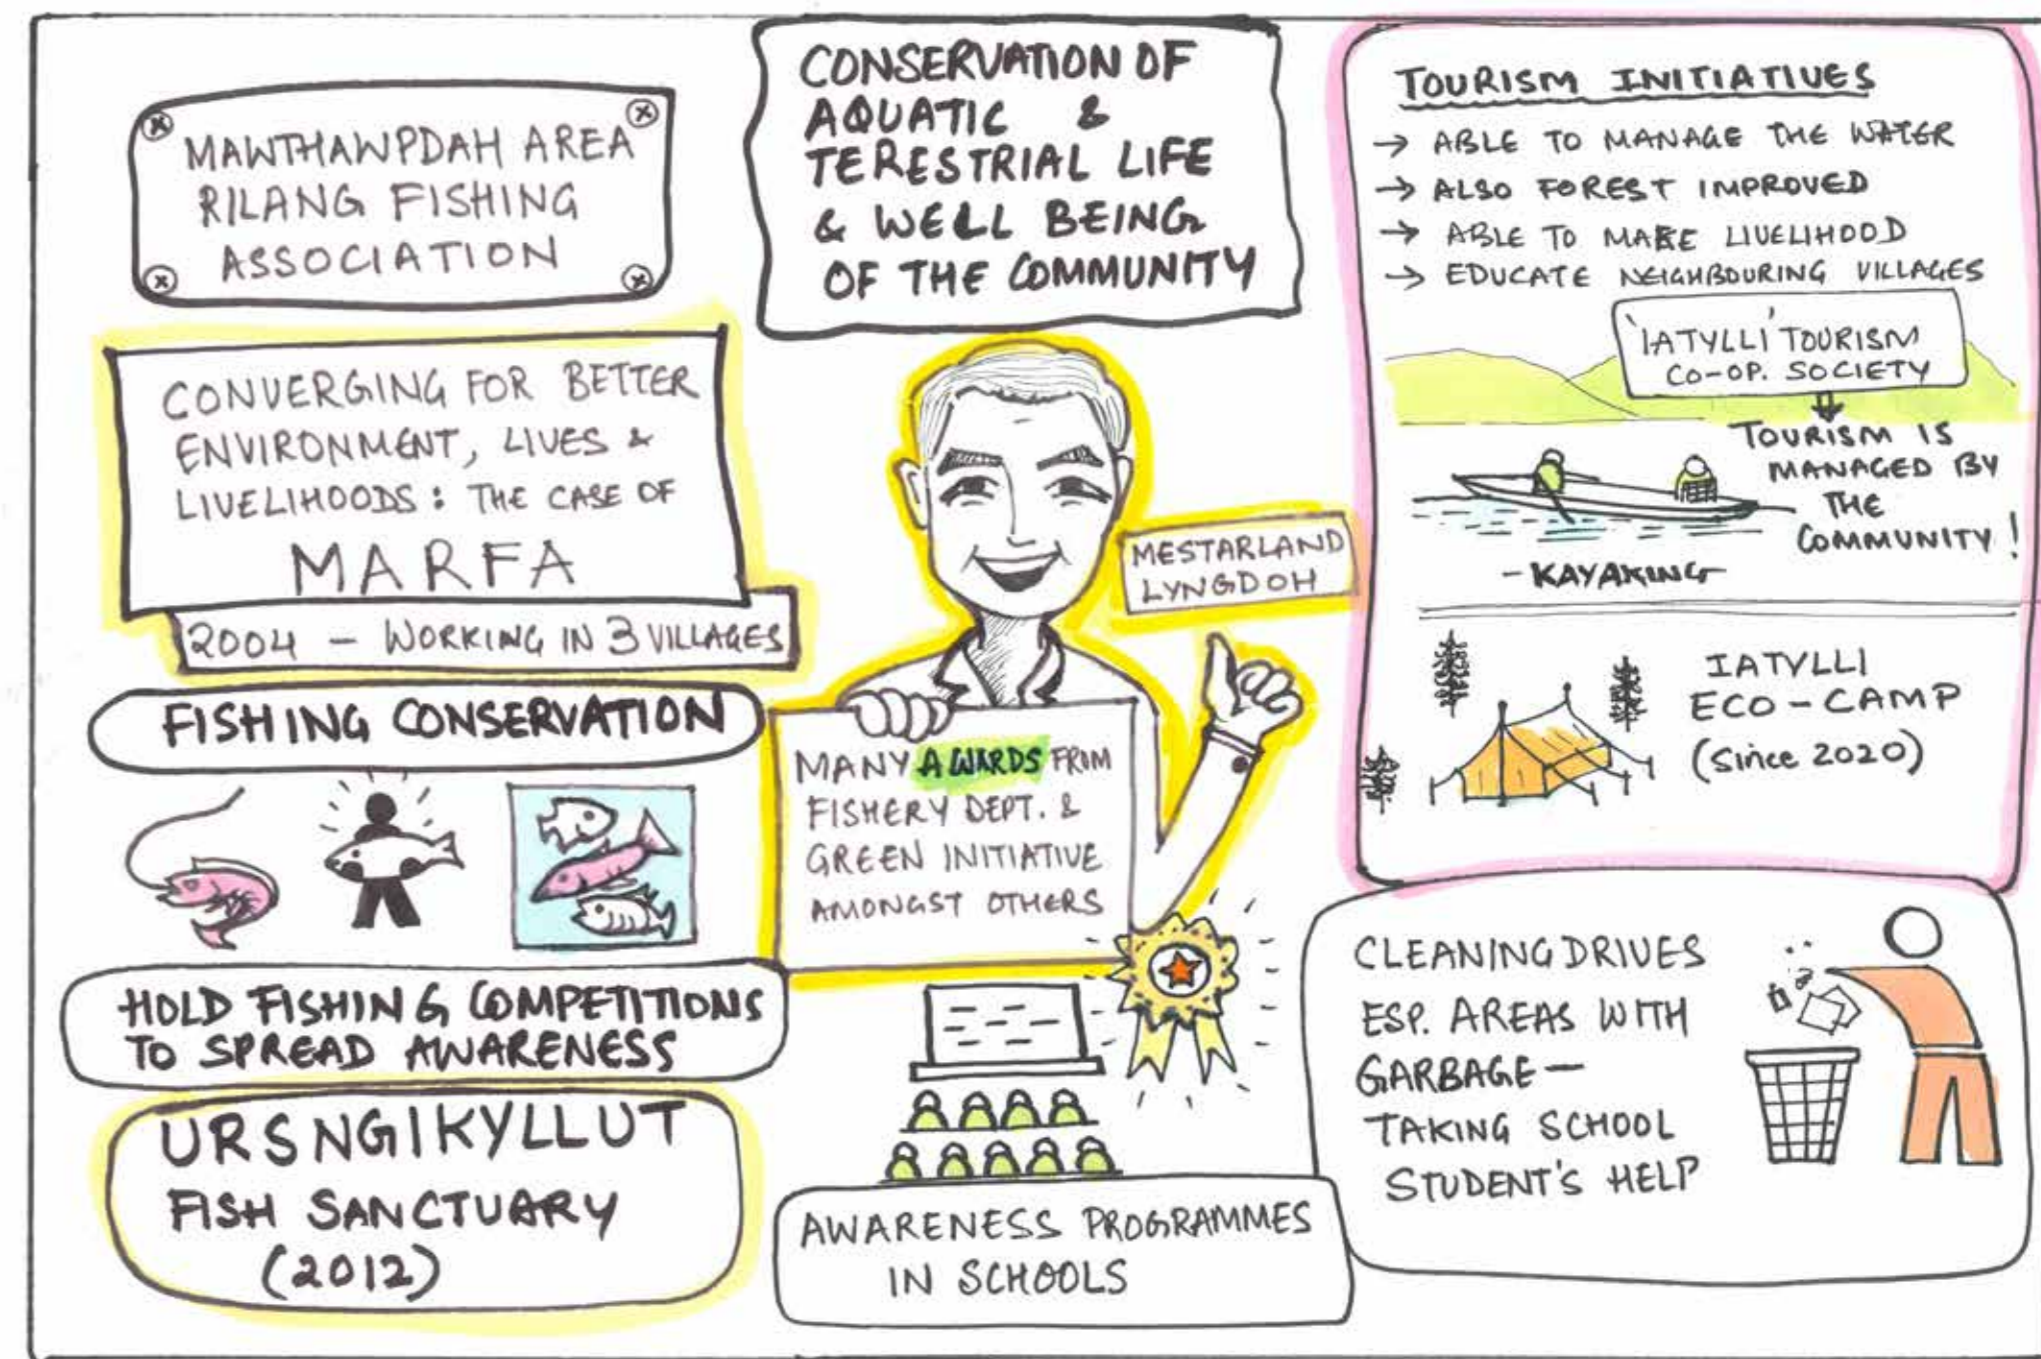 MAWTHAWPDAH AREA
RILANG FISHING
ASSOCIATION
CONVERGING FOR BETTER
ENVIRONMENT, LIVES &
LIVELIHOODS : THE CASE OF
MARFA
2004 - WORKING IN 3 VILLAGES
FISHING CONSERVATION
HOLD FISHING COMPETITIONS
TO SPREAD AWARENESS
URSNGIKYLLUT
FISH SANCTUARY
(2012)
CONSERVATION OF
AQUATIC &
TERESTRIAL LIFE
& WELL BEING
OF THE COMMUNITY
MESTARLAND
LYNGDOH
MANY AWARDS FROM
FISHERY DEPT. &
GREEN INITIATIVE
AMONGST OTHERS
AWARENESS PROGRAMMES
IN SCHOOLS
TOURISM INITIATIVES
→ ABLE TO MANAGE THE WATER
→ ALSO FOREST IMPROVED
→ ABLE TO MAKE LIVELIHOOD
→ EDUCATE NEIGHBOURING VILLAGES
'IATYLLI' TOURISM
CO-OP. SOCIETY
TOURISM IS
MANAGED BY
THE
COMMUNITY!
- KAYAKING
IATYLLI
ECO-CAMP
(Since 2020)
CLEANING DRIVES
ESP. AREAS WITH
GARBAGE—
TAKING SCHOOL
STUDENT'S HELP